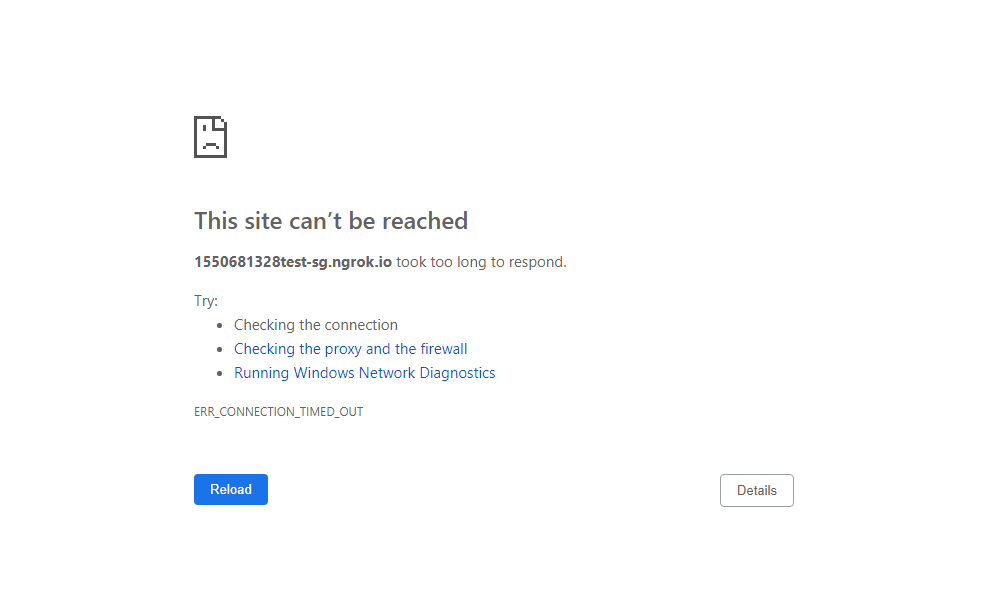 This site can’t be reached
1550681328test-sg.ngrok.io took too long to respond.
Try:
Checking the connection
Checking the proxy and the firewall
Running Windows Network Diagnostics
ERR_CONNECTION_TIMED_OUT
Reload
Details